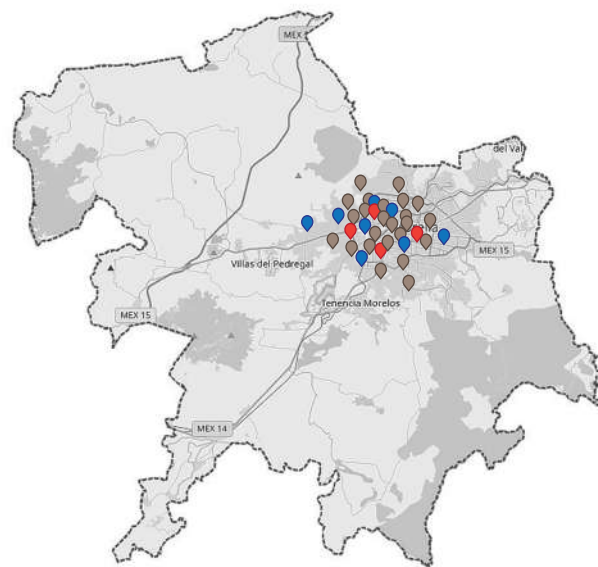 MEX
del Val
MEX 15
Villas del Pedregal
Tenencia Morelos
MEX 15
MEX 14